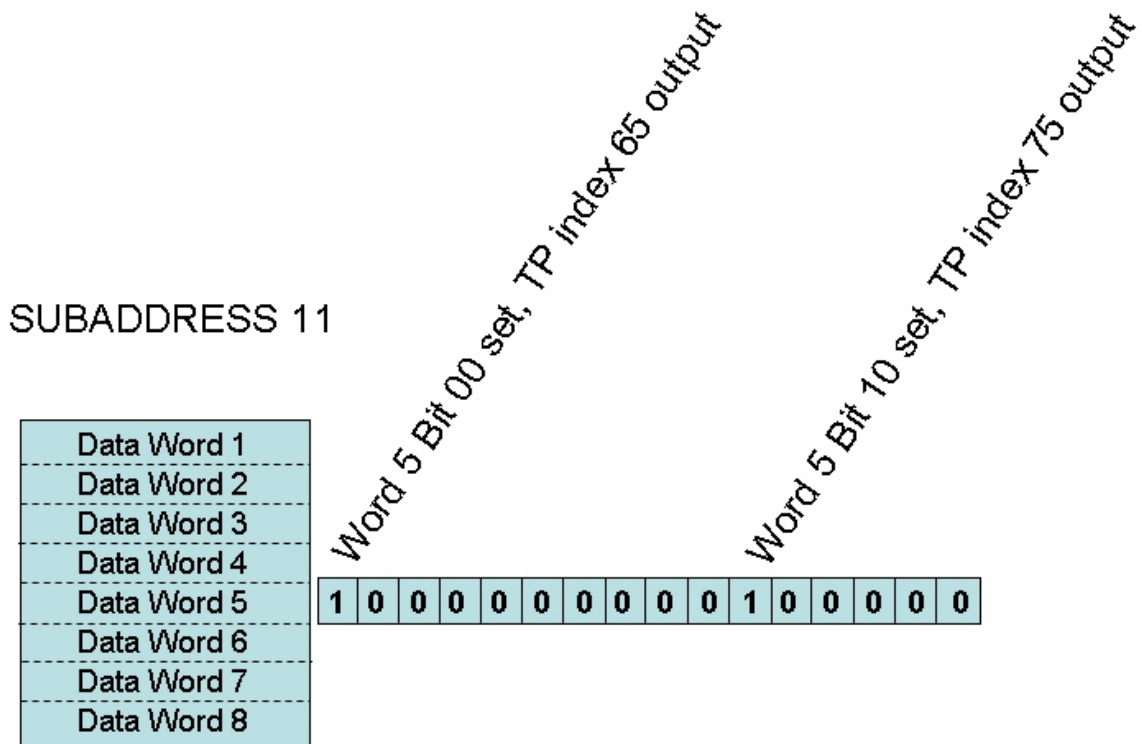 Word 5 Bit 00 set, TP index 65 output
Word 5 Bit 10 set, TP index 75 output
SUBADDRESS 11
Data Word 1
Data Word 2
Data Word 3
Data Word 4
Data Word 5
1 0 0 0 0 0 0 0 0 0 1 0 0 0 0 0
Data Word 6
Data Word 7
Data Word 8